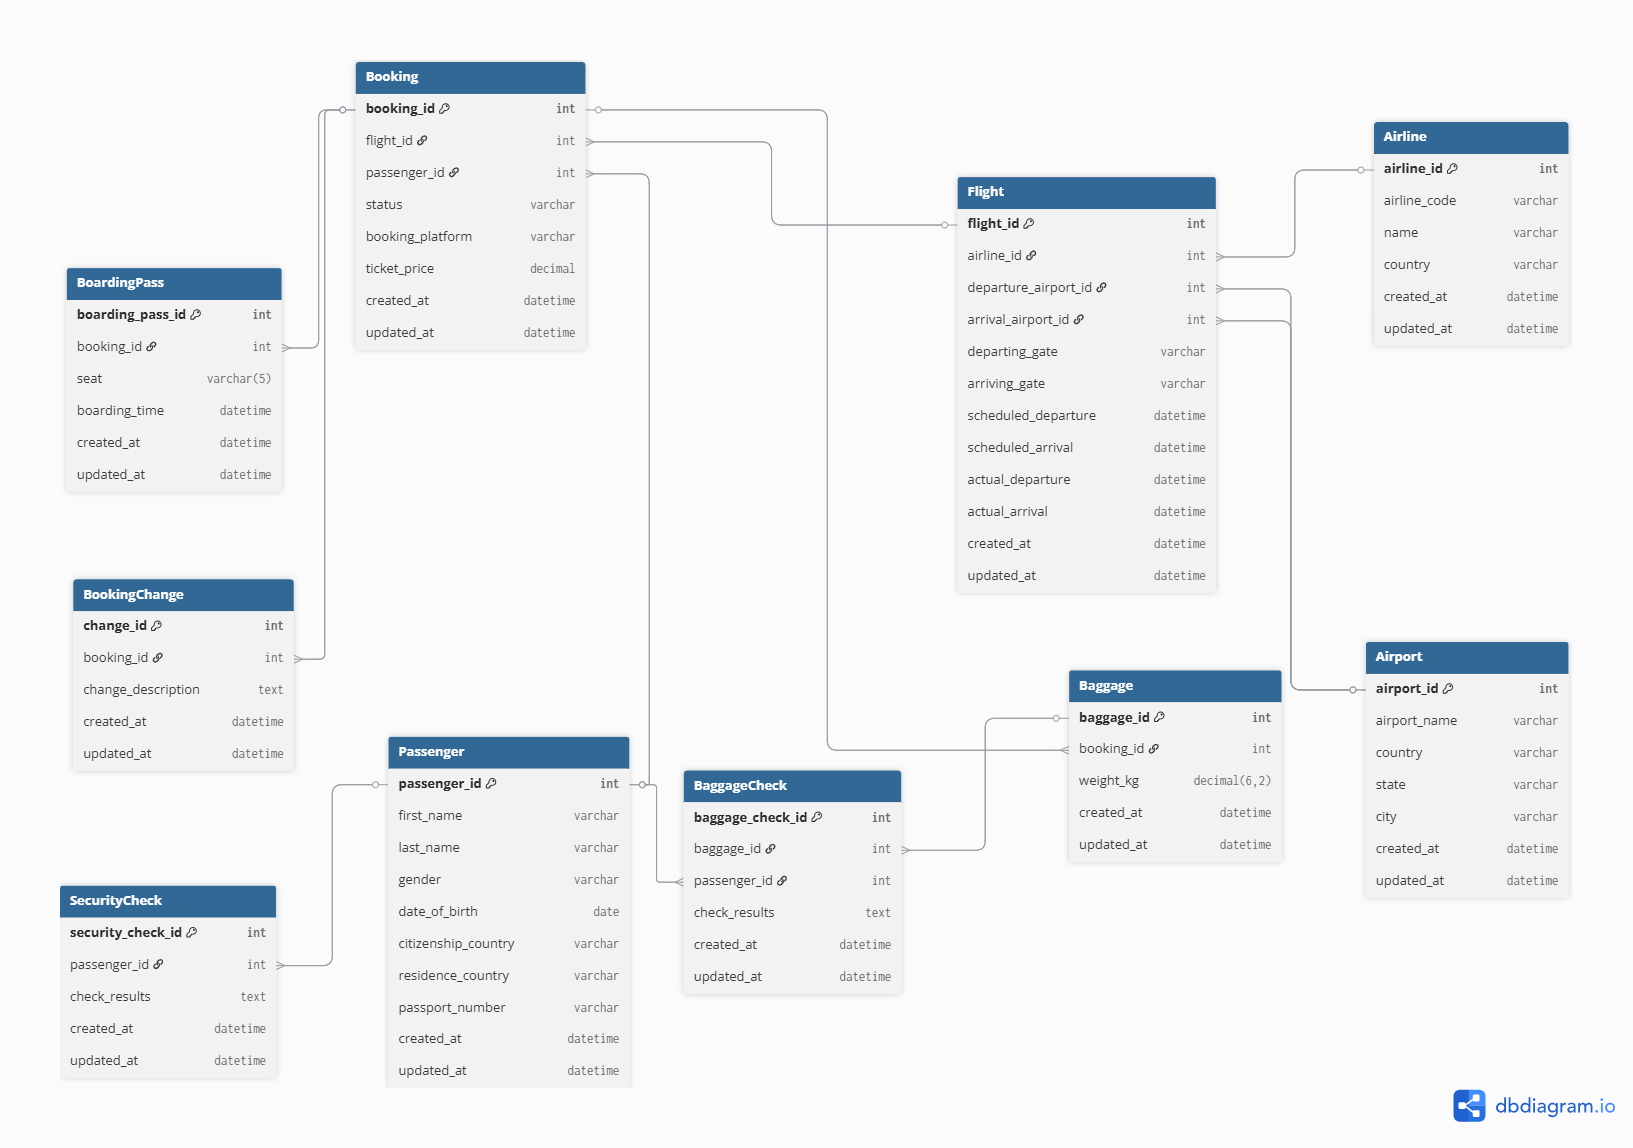 Booking
booking_id int
flight_id int
passenger_id int
status varchar
booking_platform varchar
ticket_price decimal
created_at datetime
updated_at datetime
Airline
airline_id int
airline_code varchar
name varchar
country varchar
created_at datetime
updated_at datetime
Flight
flight_id int
airline_id int
departure_airport_id int
arrival_airport_id int
departing_gate varchar
arriving_gate varchar
scheduled_departure datetime
scheduled_arrival datetime
actual_departure datetime
actual_arrival datetime
created_at datetime
updated_at datetime
BoardingPass
boarding_pass_id int
booking_id int
seat varchar(5)
boarding_time datetime
created_at datetime
updated_at datetime
BookingChange
change_id int
booking_id int
change_description text
created_at datetime
updated_at datetime
Airport
airport_id int
airport_name varchar
country varchar
state varchar
city varchar
created_at datetime
updated_at datetime
Baggage
baggage_id int
booking_id int
weight_kg decimal(6,2)
created_at datetime
updated_at datetime
Passenger
passenger_id int
first_name varchar
last_name varchar
gender varchar
date_of_birth date
citizenship_country varchar
residence_country varchar
passport_number varchar
created_at datetime
updated_at datetime
BaggageCheck
baggage_check_id int
baggage_id int
passenger_id int
check_results text
created_at datetime
updated_at datetime
SecurityCheck
security_check_id int
passenger_id int
check_results text
created_at datetime
updated_at datetime
dbdiagram.io